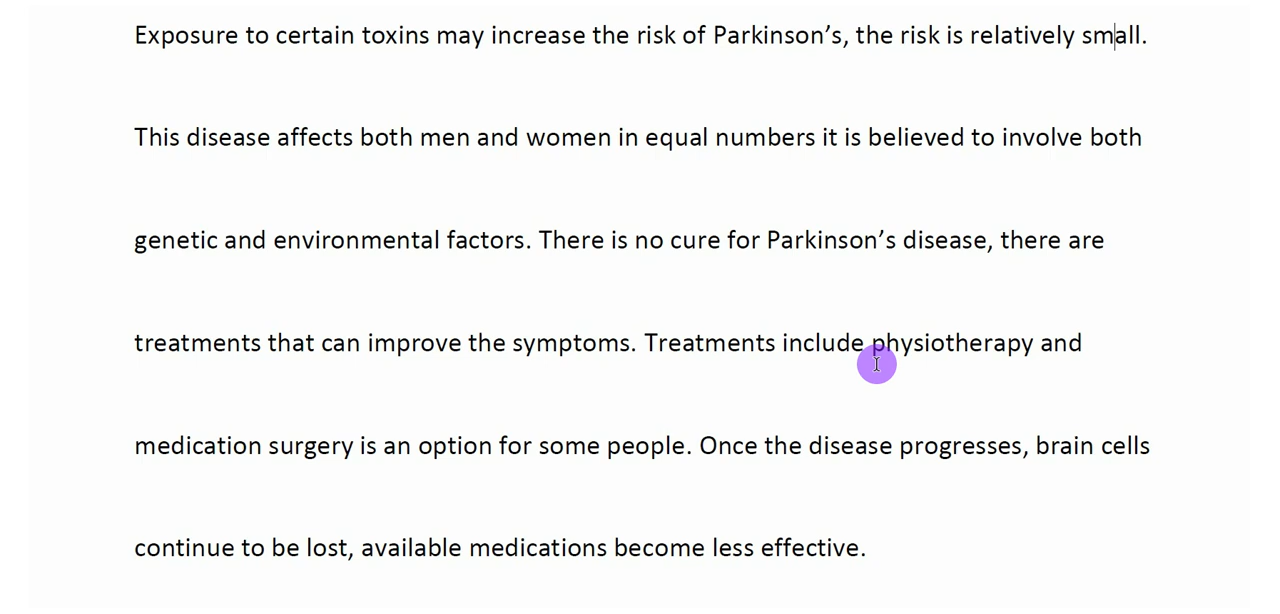 Exposure to certain toxins may increase the risk of Parkinson’s, the risk is relatively small.
This disease affects both men and women in equal numbers it is believed to involve both
genetic and environmental factors. There is no cure for Parkinson’s disease, there are
treatments that can improve the symptoms. Treatments include physiotherapy and
medication surgery is an option for some people. Once the disease progresses, brain cells
continue to be lost, available medications become less effective.